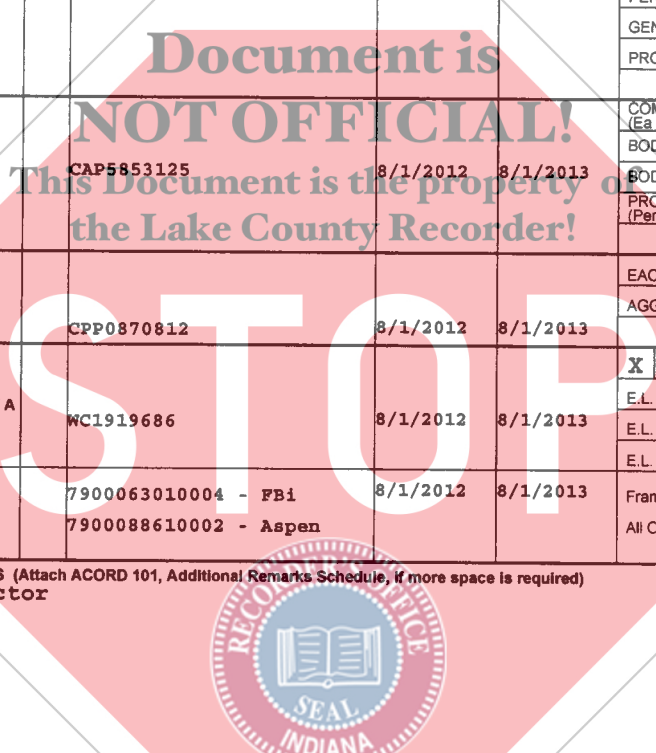 GEN
PRO
Document is
NOT OFFICIAL!
COM
(Ea
BOD
CAP5853125 8/1/2012 8/1/2013
BOD
This Document is the property of
PRO
(Per
the Lake County Recorder!
EAC
AGG
CPP0870812 8/1/2012 8/1/2013
STOP
X
A
E.L.
WC1919686 8/1/2012 8/1/2013
E.L.
E.L.
7900063010004 - FBi 8/1/2012 8/1/2013
Fram
7900088610002 - Aspen
All O
S (Attach ACORD 101, Additional Remarks Schedule, if more space is required)
ctor
RECORDER'S OFFICE
SEAL
INDIANA